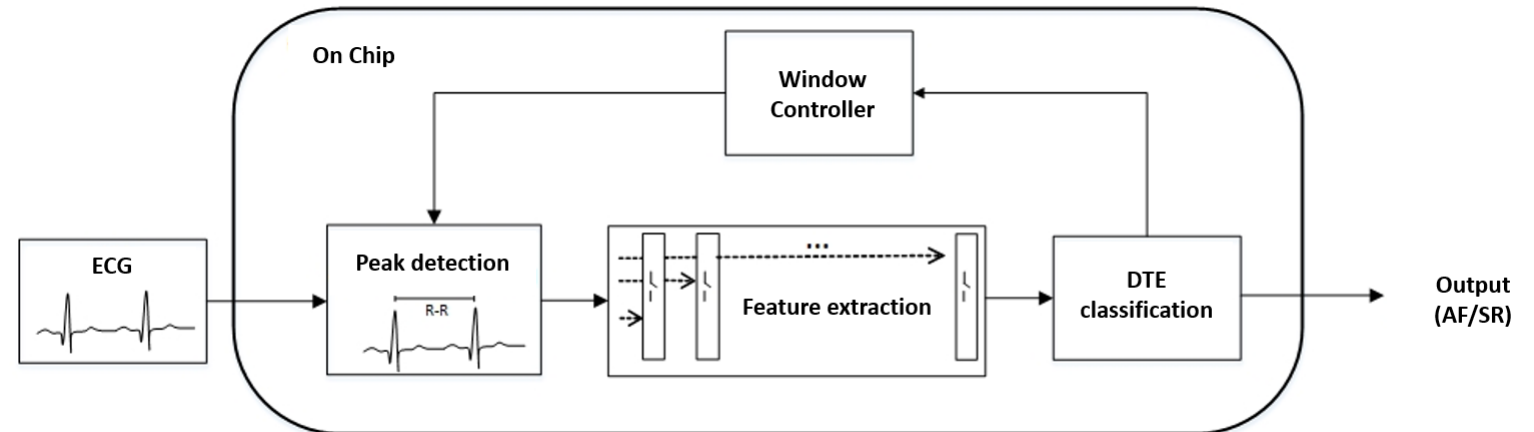 On Chip
Window
Controller
ECG
Peak detection
R-R
...
Feature extraction
DTE
classification
Output
(AF/SR)